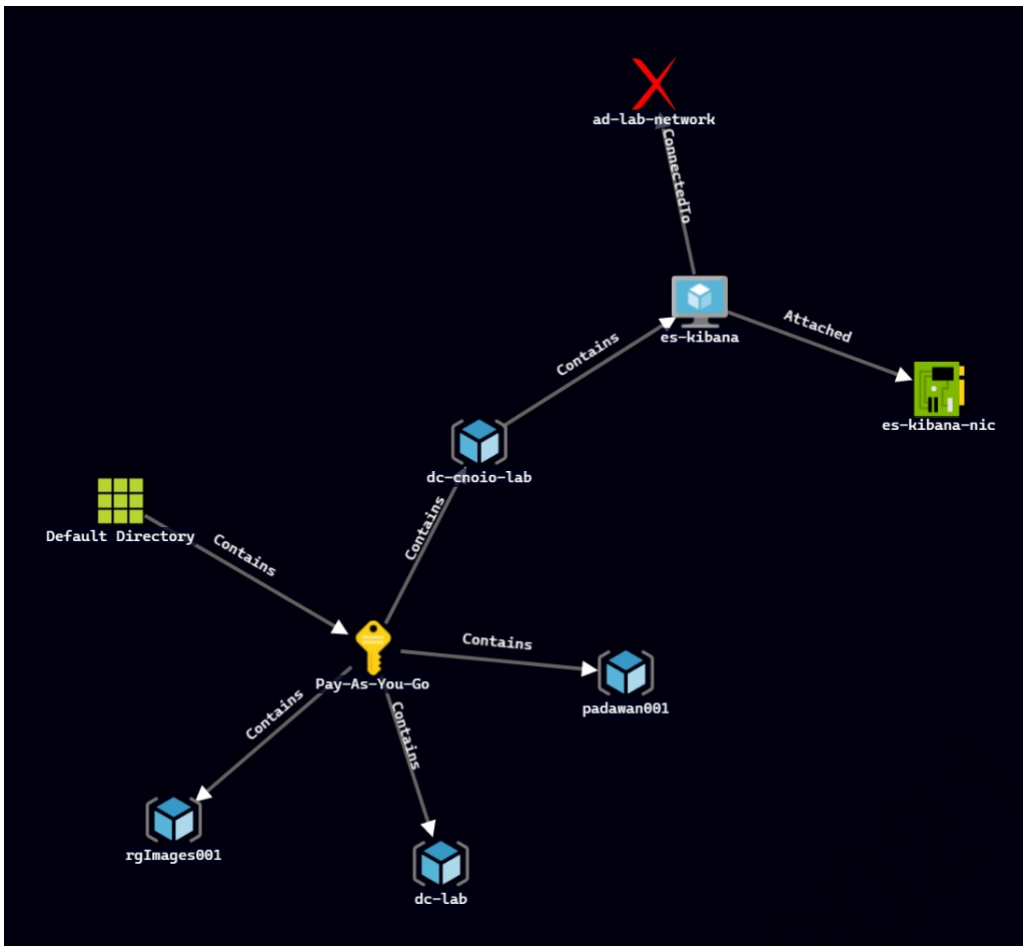 ad-lab-network
ConnectedTo
es-kibana
Attached
Contains
es-kibana-nic
dc-cnoio-lab
Contains
Default Directory
Contains
Pay-As-You-Go
Contains
padawan001
Contains
Contains
rgImages001
dc-lab